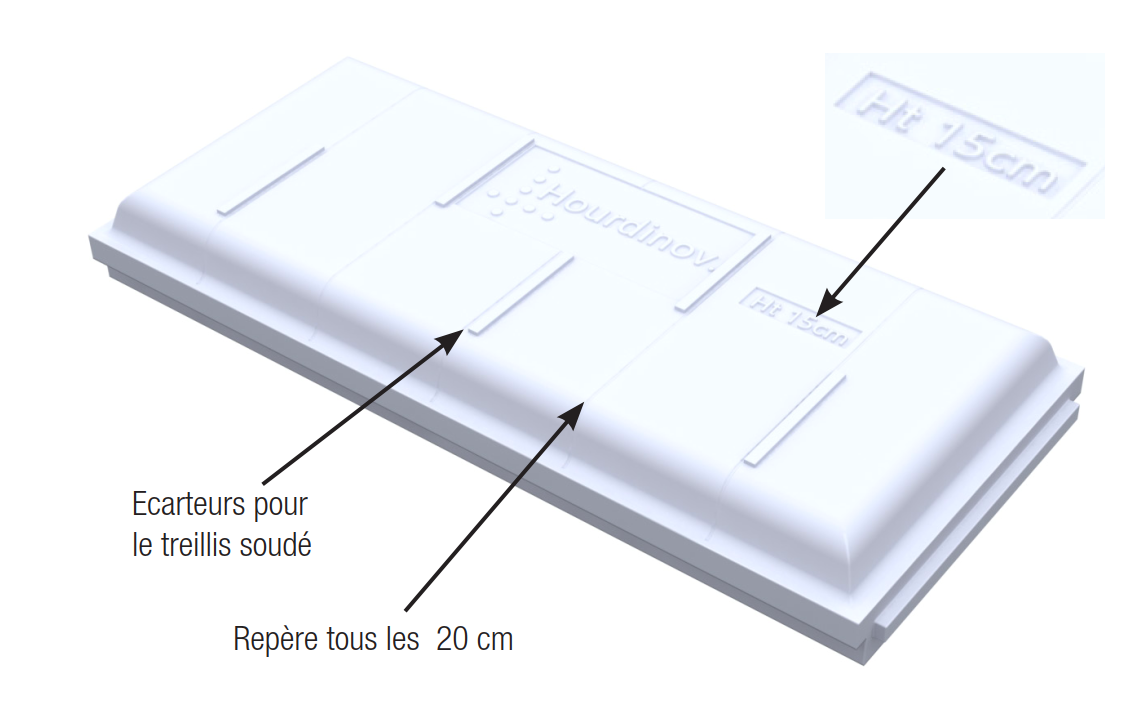 Ht 15cm
Hourdinov.
Ht 15cm
Ecarteurs pour
le treillis soudé
Repère tous les 20 cm